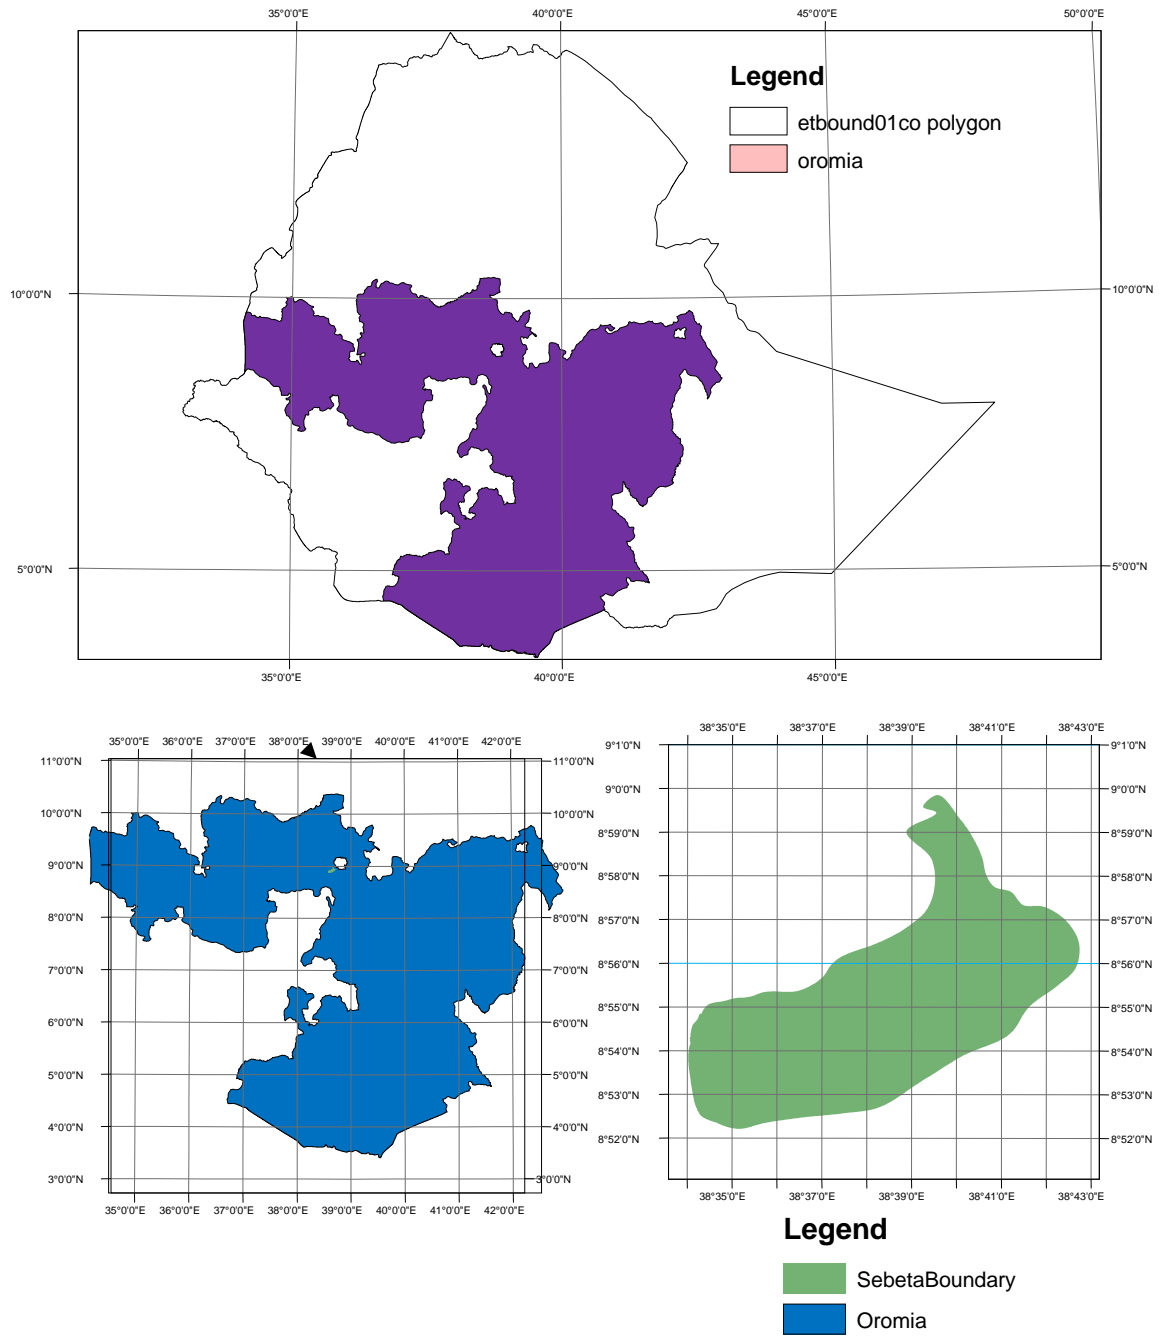 35°0'0"E 40°0'0"E 45°0'0"E 50°0'0"E
Legend
etbound01co polygon
oromia
10°0'0"N 10°0'0"N
5°0'0"N 5°0'0"N
35°0'0"E 40°0'0"E 45°0'0"E
35°0'0"E 36°0'0"E 37°0'0"E 38°0'0"E 39°0'0"E 40°0'0"E 41°0'0"E 42°0'0"E
11°0'0"N 11°0'0"N
10°0'0"N 10°0'0"N
9°0'0"N 9°0'0"N
8°0'0"N 8°0'0"N
7°0'0"N 7°0'0"N
6°0'0"N 6°0'0"N
5°0'0"N 5°0'0"N
4°0'0"N 4°0'0"N
3°0'0"N 3°0'0"N
35°0'0"E 36°0'0"E 37°0'0"E 38°0'0"E 39°0'0"E 40°0'0"E 41°0'0"E 42°0'0"E
38°35'0"E 38°37'0"E 38°39'0"E 38°41'0"E 38°43'0"E
9°1'0"N 9°1'0"N
9°0'0"N 9°0'0"N
8°59'0"N 8°59'0"N
8°58'0"N 8°58'0"N
8°57'0"N 8°57'0"N
8°56'0"N 8°56'0"N
8°55'0"N 8°55'0"N
8°54'0"N 8°54'0"N
8°53'0"N 8°53'0"N
8°52'0"N 8°52'0"N
38°35'0"E 38°37'0"E 38°39'0"E 38°41'0"E 38°43'0"E
Legend
SebetaBoundary
Oromia